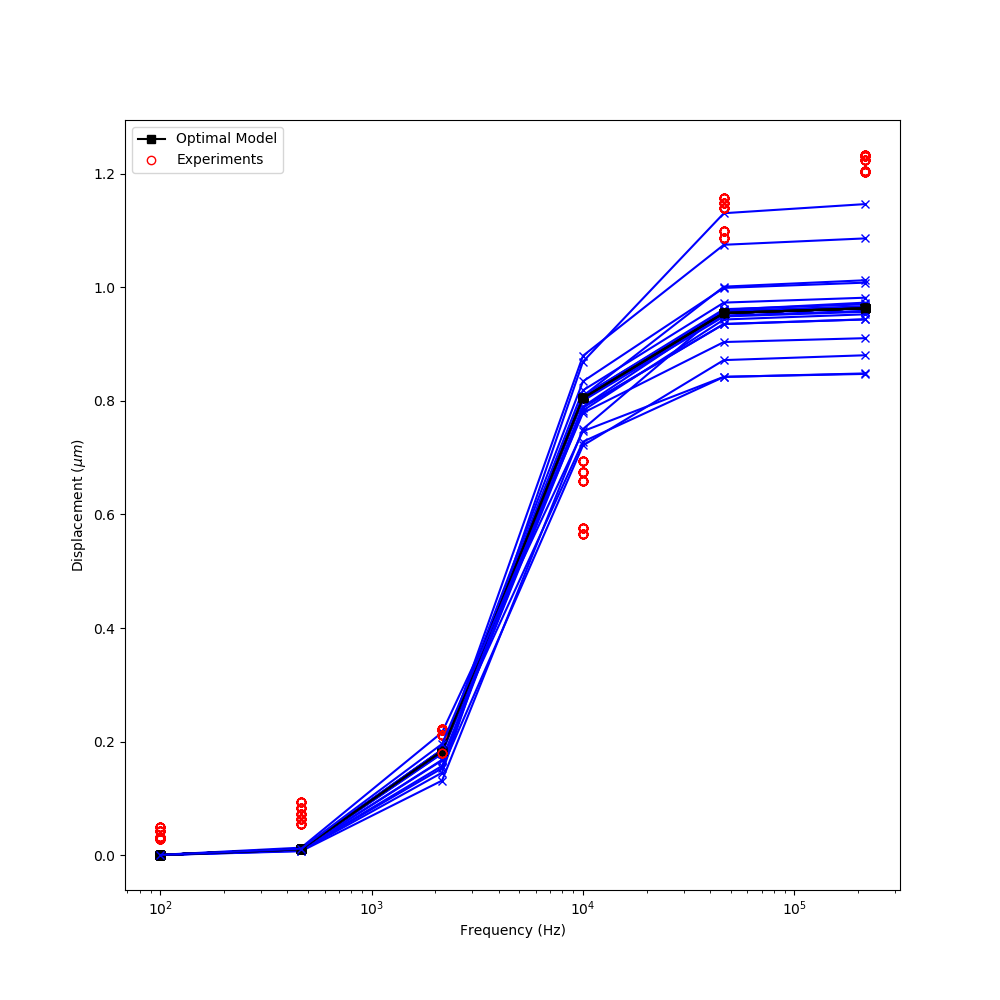 Optimal Model
Experiments
1.2
1.0
0.8
0.6
0.4
0.2
0.0
Displacement (μm)
10² 10³ 10⁴ 10⁵
Frequency (Hz)